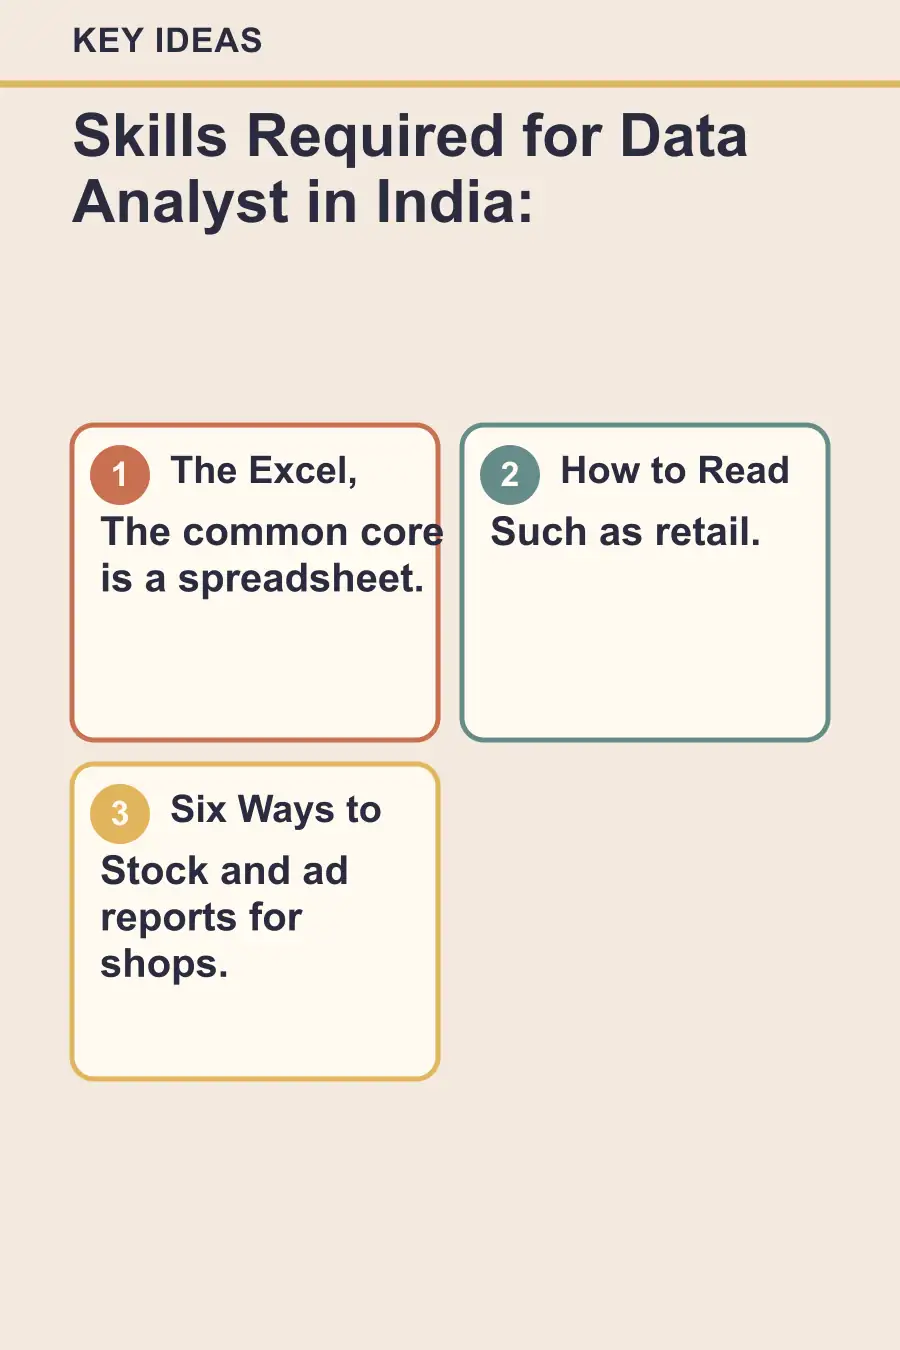 KEY IDEAS
Skills Required for Data
Analyst in India:
1 The Excel,
The common core
is a spreadsheet.
2 How to Read
Such as retail.
3 Six Ways to
Stock and ad
reports for
shops.